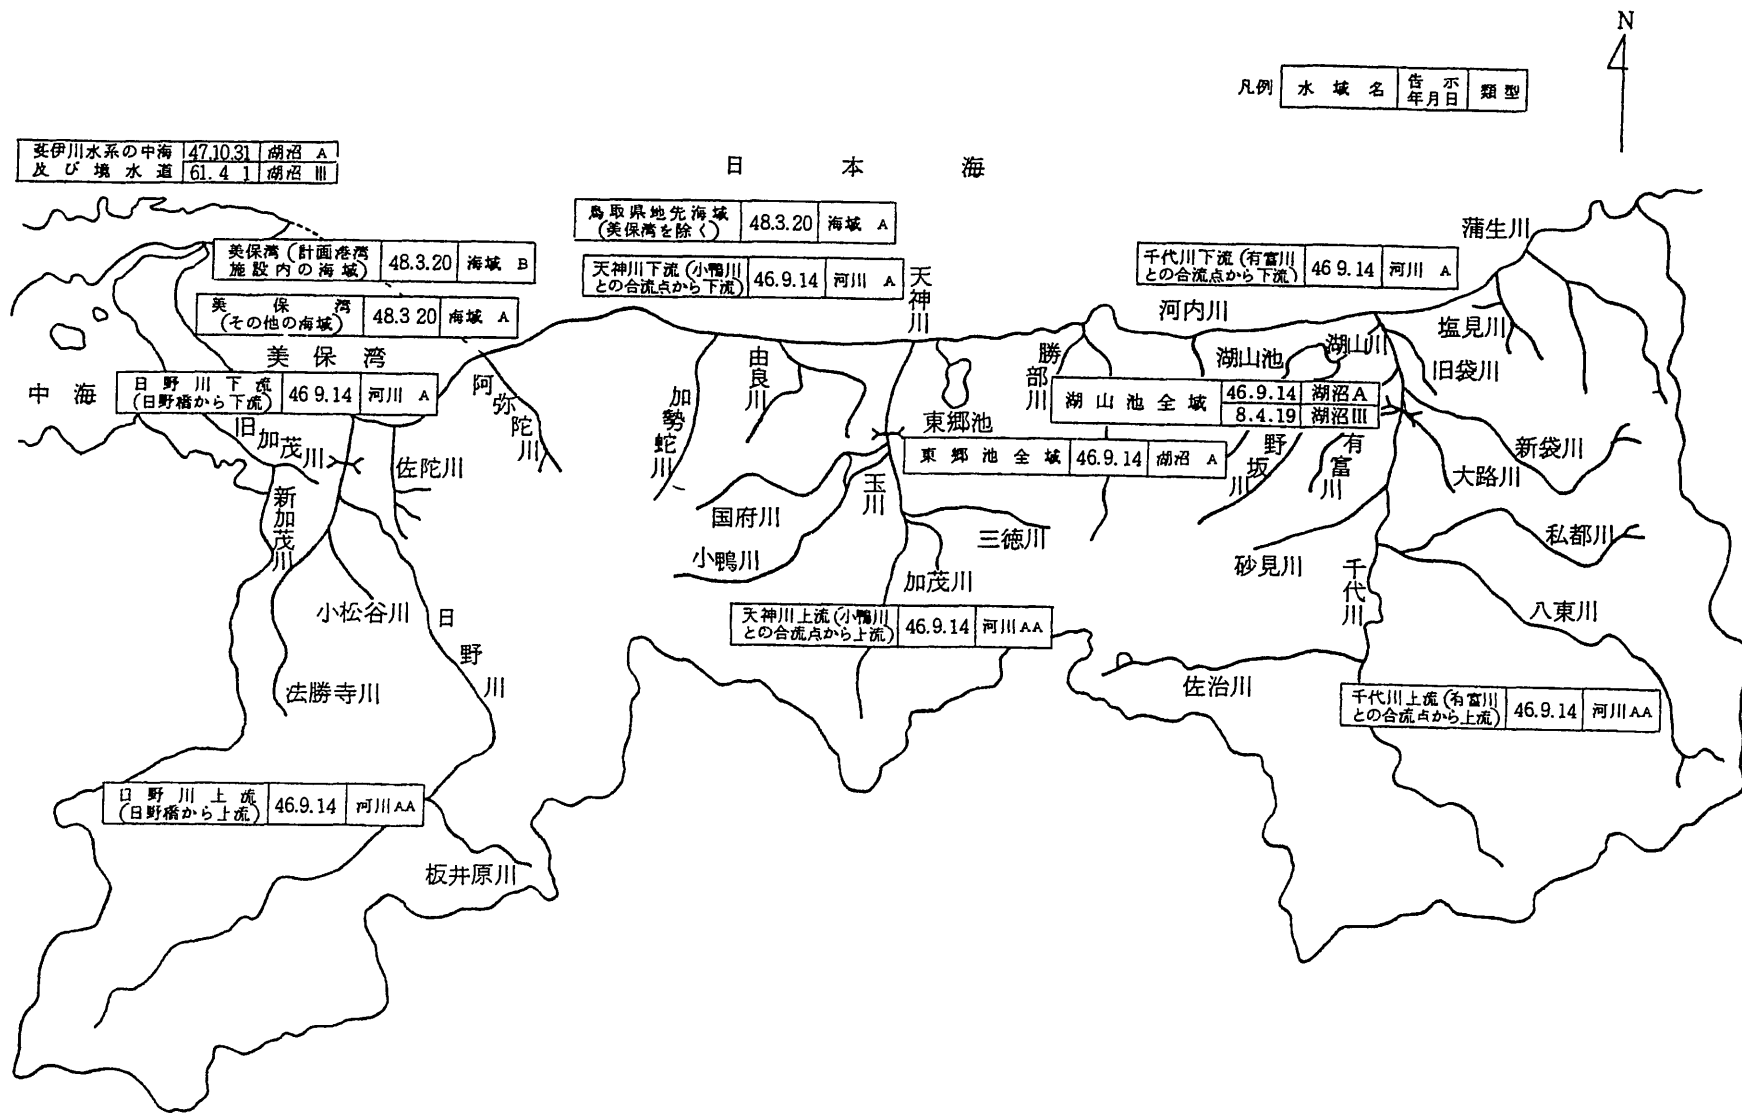 N
凡例 水域名 告示年月日 類型
斐伊川水系の中海 47.10.31 湖沼 A
及び境水道 61. 4 1 湖沼 III
日本海
鳥取県地先海域 48.3.20 海域 A
(美保湾を除く)
美保湾(計画港湾 48.3.20 海域 B
施設内の海域)
天神川下流(小鴨川 46.9.14 河川 A
との合流点から下流)
千代川下流(有富川 46 9.14 河川 A
との合流点から下流)
蒲生川
天神川
美保湾 48.3 20 海域 A
(その他の海域)
河内川
塩見川
美保湾
湖山池
湖山川
旧袋川
中海
日野川下流 46 9.14 河川 A
(日野橋から下流)
阿弥陀川
加勢蛇川
由良川
勝部川
湖山池全域 46.9.14 湖沼A
8.4.19 湖沼III
東郷池
東郷池全域 46.9.14 湖沼 A
旧加茂川
佐陀川
新加茂川
国府川
玉川
小鴨川
三徳川
加茂川
野坂川
有富川
新袋川
大路川
砂見川
私都川
千代川
八東川
小松谷川
日野川
法勝寺川
天神川上流(小鴨川 46.9.14 河川AA
との合流点から上流)
佐治川
千代川上流(有富川 46.9.14 河川AA
との合流点から上流)
日野川上流 46.9.14 河川AA
(日野橋から上流)
板井原川